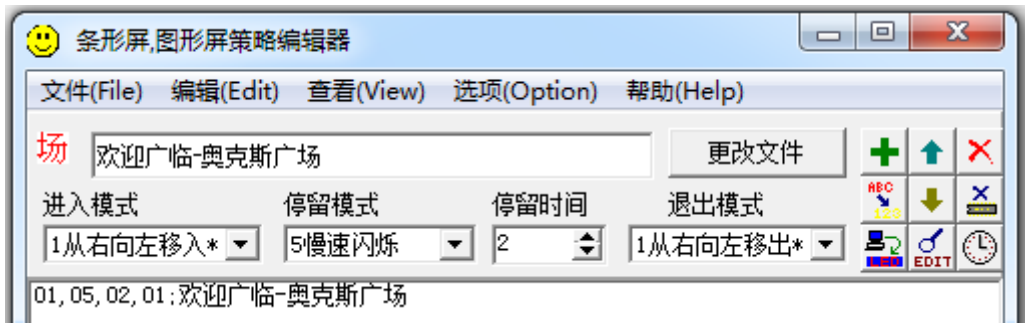 条形屏,图形屏策略编辑器
文件(File) 编辑(Edit) 查看(View) 选项(Option) 帮助(Help)
场 欢迎广临-奥克斯广场 更改文件
进入模式 停留模式 停留时间 退出模式
1从右向左移入* 5慢速闪烁 2 1从右向左移出*
ABC
123
LED EDIT
01,05,02,01;欢迎广临-奥克斯广场